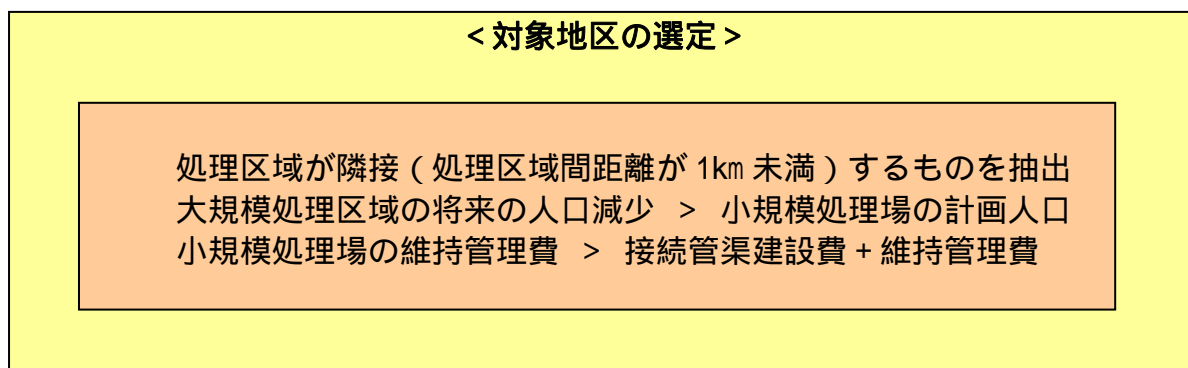 <対象地区の選定>
処理区域が隣接(処理区域間距離が1km未満)するものを抽出
大規模処理区域の将来の人口減少 > 小規模処理場の計画人口
小規模処理場の維持管理費 > 接続管渠建設費+維持管理費